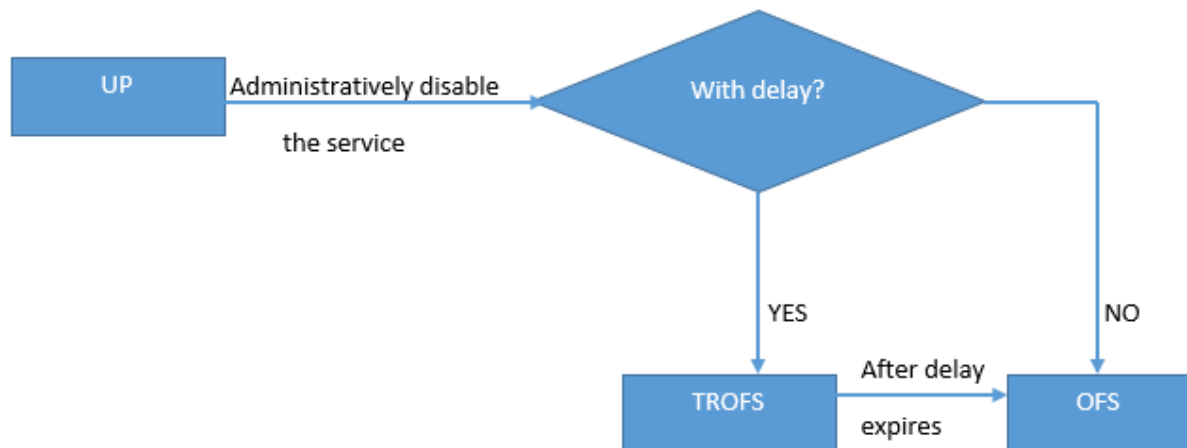 UP
Administratively disable
the service
With delay?
YES
NO
TROFS
After delay
expires
OFS